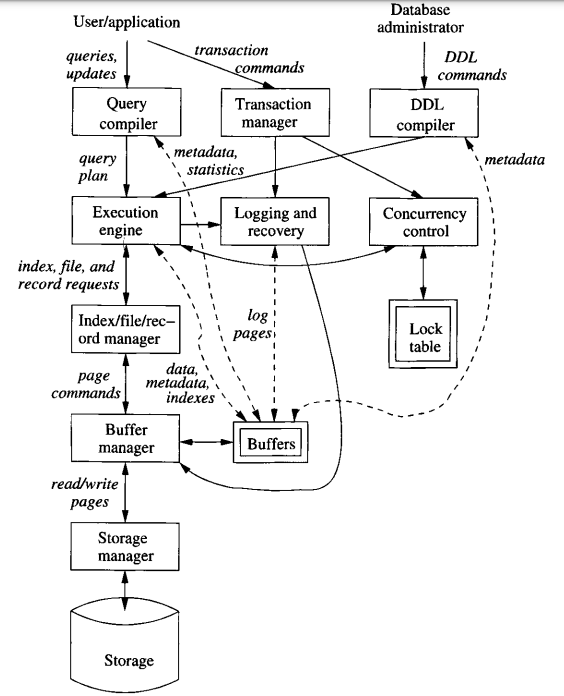 User/application
Database
administrator
queries,
updates
transaction
commands
DDL
commands
Query
compiler
Transaction
manager
DDL
compiler
query
plan
metadata,
statistics
metadata
Execution
engine
Logging and
recovery
Concurrency
control
index, file, and
record requests
log
pages
Index/file/rec–
ord manager
Lock
table
page
commands
data,
metadata,
indexes
Buffer
manager
Buffers
read/write
pages
Storage
manager
Storage